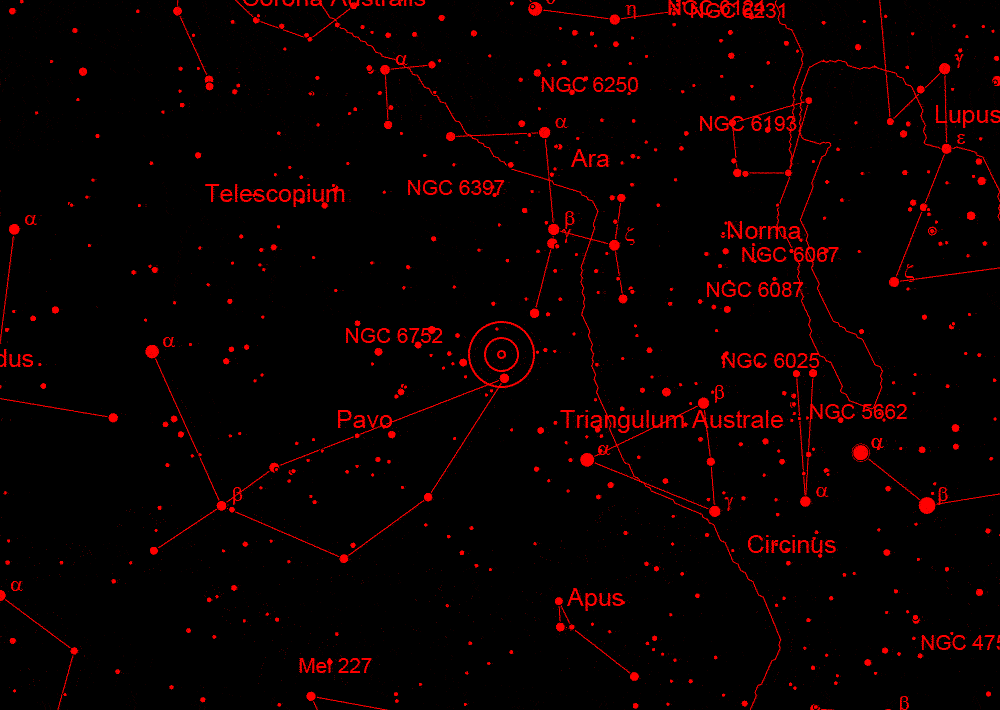 Corona Australis
η
NGC 6231
α
γ
NGC 6250
Lupus
α
NGC 6193
ε
Ara
Telescopium
NGC 6397
α
β
γ
ζ
Norma
NGC 6067
ζ
NGC 6087
NGC 6752
α
dus
NGC 6025
β
NGC 5662
Pavo
Triangulum Australe
α
α
β
α
β
γ
Circinus
α
Apus
NGC 475
Mel 227
β